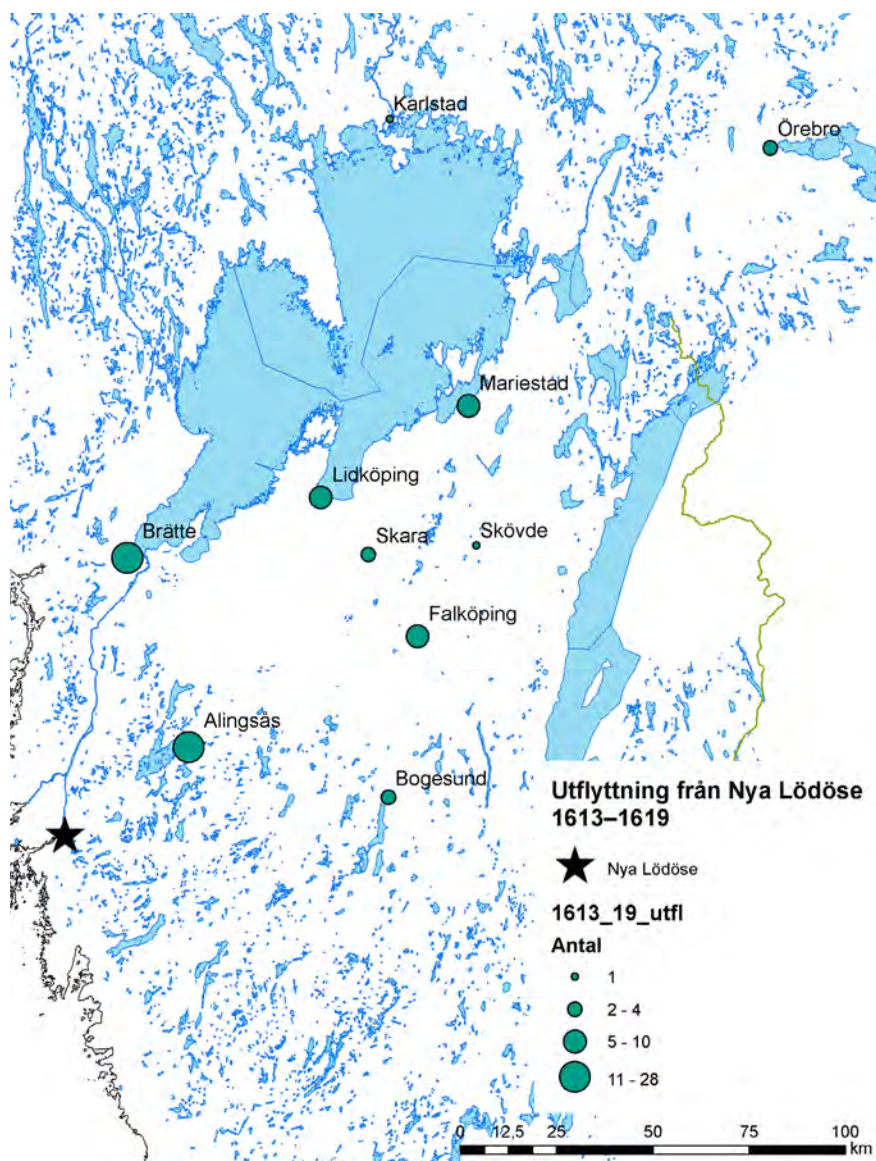 Karlstad
Örebro
Mariestad
Lidköping
Brätte
Skara
Skövde
Falköping
Alingsås
Bogesund
Utflyttning från Nya Lödöse
1613–1619
Nya Lödöse
1613_19_utfl
Antal
1
2 - 4
5 - 10
11 - 28
0 12,5 25 50 75 100
km